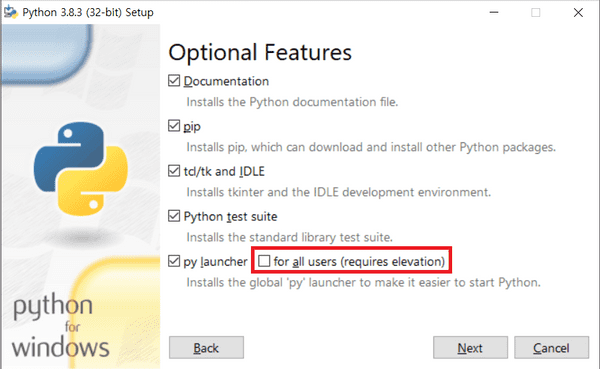 Python 3.8.3 (32-bit) Setup
Optional Features
Documentation
Installs the Python documentation file.
pip
Installs pip, which can download and install other Python packages.
tcl/tk and IDLE
Installs tkinter and the IDLE development environment.
Python test suite
Installs the standard library test suite.
py launcher for all users (requires elevation)
Installs the global 'py' launcher to make it easier to start Python.
python
for
windows
Back Next Cancel